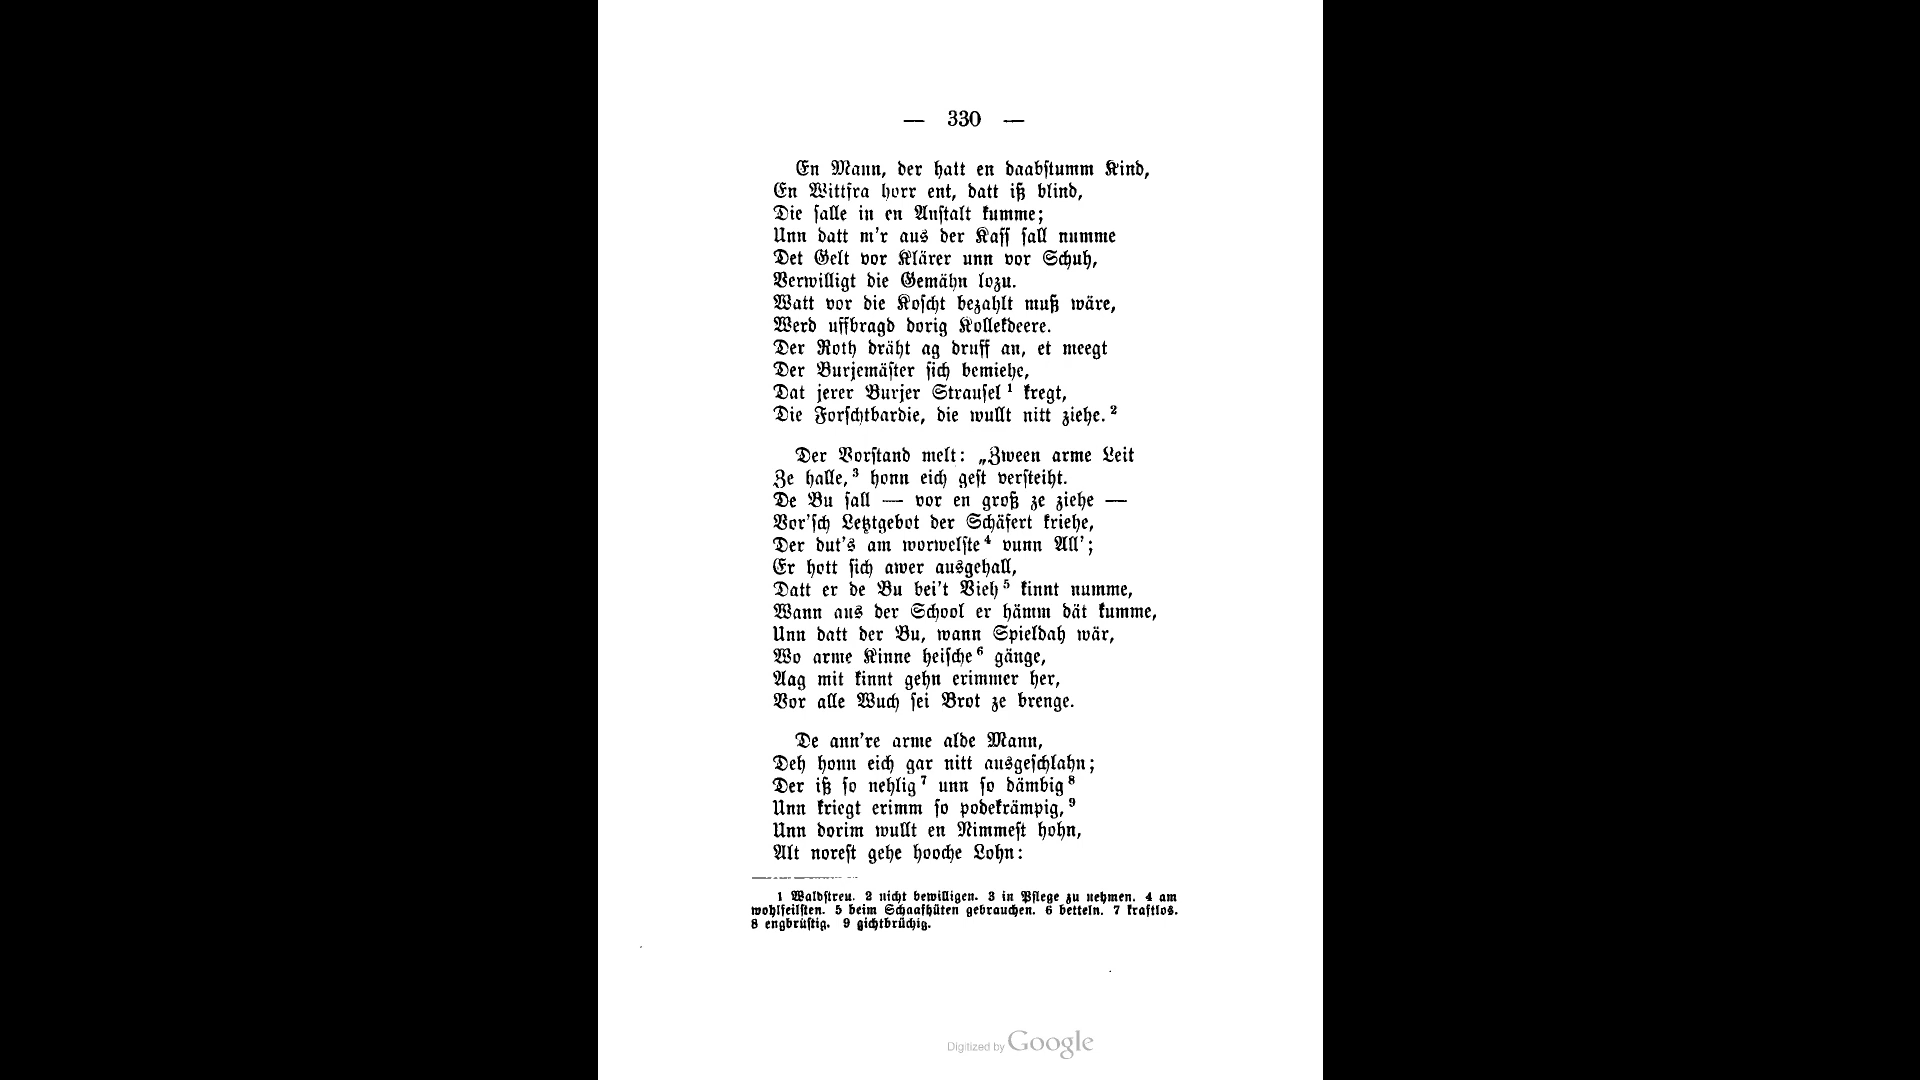 — 330 —
En Mann, der hatt en daabſtumm Kind,
En Wittfra horr ent, datt iß blind,
Die ſalle in en Anſtalt kumme;
Unn datt m'r aus der Kaſſ ſall numme
Det Gelt vor Klärer unn vor Schuh,
Verwilligt die Gemähn lozu.
Watt vor die Koſcht bezahlt muß wäre,
Werd uffbragd dorig Kollekdeere.
Der Roth dräht ag druff an, et meegt
Der Burjemäſter ſich bemiehe,
Dat jerer Burjer Strauſel ¹ kregt,
Die Forſchtbardie, die wullt nitt ziehe. ²
Der Vorſtand melt: „Zween arme Leit
Ze halle, ³ honn eich geſt verſteiht.
De Bu ſall — vor en groß ze ziehe —
Vor'ſch Letztgebot der Schäfert kriehe,
Der dut's am worwelſte ⁴ vunn All';
Er hott ſich awer ausgehall,
Datt er de Bu bei't Vieh ⁵ kinnt numme,
Wann aus der School er hämm dät kumme,
Unn datt der Bu, wann Spieldah wär,
Wo arme Kinne heiſche ⁶ gänge,
Aag mit kinnt gehn erimmer her,
Vor alle Wuch ſei Brot ze brenge.
De ann're arme alde Mann,
Deh honn eich gar nitt ausgeſchlahn;
Der iß ſo nehlig ⁷ unn ſo dämbig ⁸
Unn kriegt erimm ſo podekrämpig, ⁹
Unn dorim wullt en Nimmeſt hohn,
Alt noreſt gehe hooche Lohn:
1 Waldſtreu. 2 nicht bewilligen. 3 in Pflege zu nehmen. 4 am
wohlfeilſten. 5 beim Schaafhüten gebrauchen. 6 betteln. 7 kraftlos.
8 engbrüſtig. 9 gichtbrüchig.
Digitized by Google